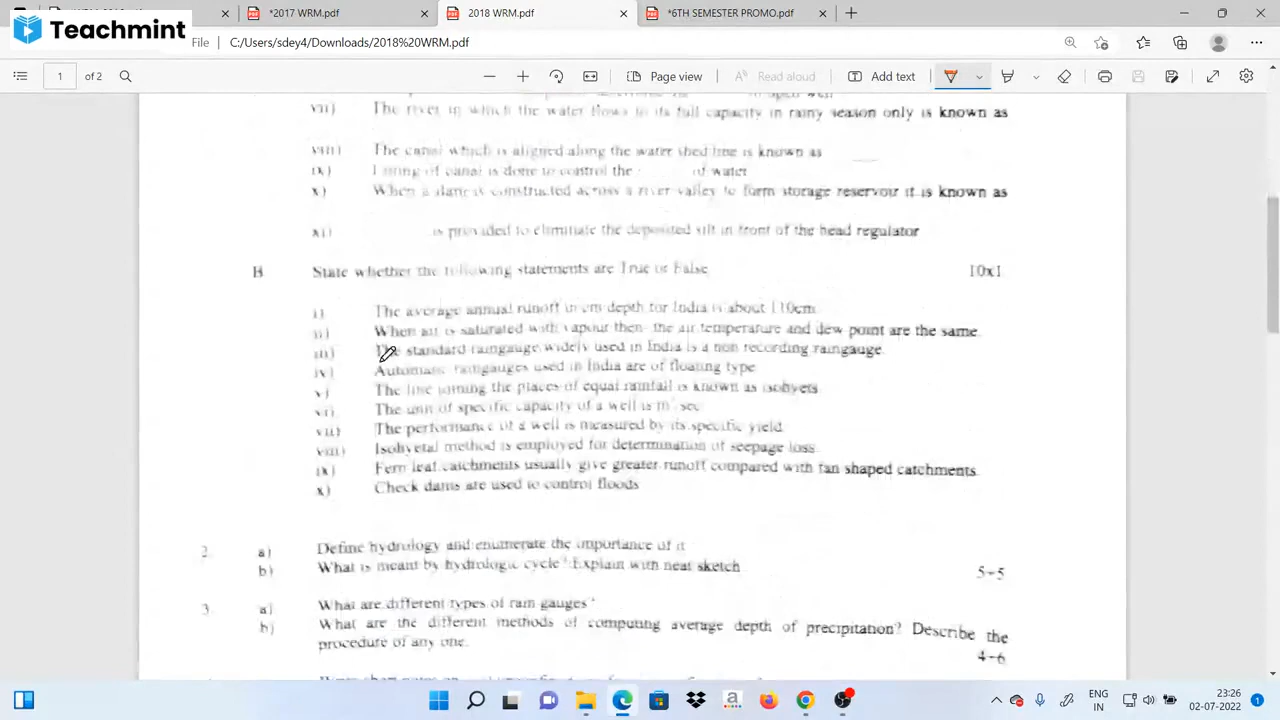 Teachmint
*2017 WRM.pdf
2018 WRM.pdf
*6TH SEMESTER PROMO.pptx
File C:/Users/sdey4/Downloads/2018%20WRM.pdf
1 of 2 Page view Read aloud Add text
vii) The river in which the water flows to its full capacity in rainy season only is known as
viii) The canal which is aligned along the water shed line is known as
ix) Lining of canal is done to control the of water
x) When a is constructed across a river valley to form storage reservoir it is known as
xi) is provided to eliminate the deposited silt in front of the head regulator
B State whether the following statements are True or False 10x1
i) The average annual runoff in cm depth for India is about 110cm
ii) When air is saturated with vapour then the air temperature and dew point are the same.
iii) The standard raingauge widely used in India is a non recording raingauge.
iv) Automatic raingauges used in India are of floating type
v) The line joining the places of equal rainfall is known as isohyets
vi) The unit of specific capacity of a well is sec
vii) The performance of a well is measured by its specific yield
viii) Isohyetal method is employed for determination of seepage loss
ix) Fern leaf catchments usually give greater runoff compared with fan shaped catchments.
x) Check dams are used to control floods
2. a) Define hydrology and enumerate the importance of it
b) What is meant by hydrologic cycle? Explain with neat sketch 5+5
3. a) What are different types of rain gauges?
b) What are the different methods of computing average depth of precipitation? Describe the
procedure of any one. 4+6
ENG
IN
23:26
02-07-2022
1